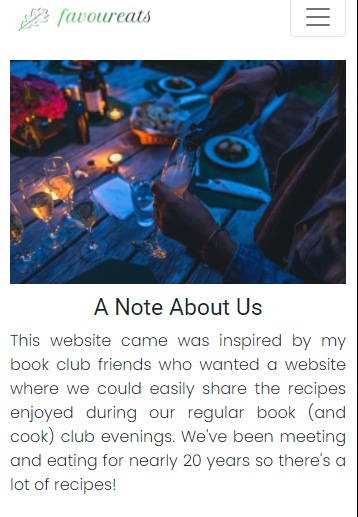 favoureats
A Note About Us
This website came was inspired by my
book club friends who wanted a website
where we could easily share the recipes
enjoyed during our regular book (and
cook) club evenings. We've been meeting
and eating for nearly 20 years so there's a
lot of recipes!